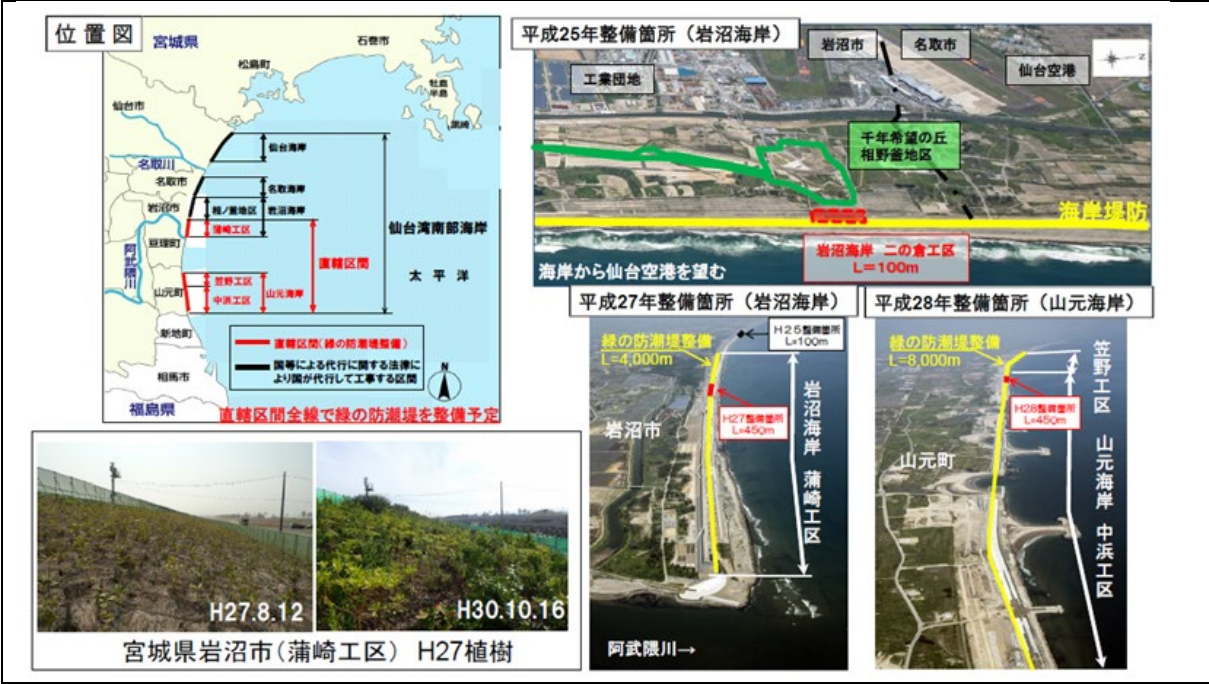 位置図
宮城県
石巻市
松島町
牡鹿
半島
仙台市
仙台海岸
名取川
名取市
名取海岸
岩沼市
相ノ釜地区
岩沼海岸
蒲崎工区
仙台湾南部海岸
亘理町
阿武隈川
直轄区間
太平洋
笠野工区
山元町
山元海岸
中浜工区
新地町
直轄区間(緑の防潮堤整備)
国等による代行に関する法律に
より国が代行して工事する区間
N
相馬市
福島県
直轄区間全線で緑の防潮堤を整備予定
平成25年整備箇所(岩沼海岸)
岩沼市
名取市
工業団地
仙台空港
N
千年希望の丘
相野釜地区
海岸堤防
岩沼海岸 二の倉工区
L=100m
海岸から仙台空港を望む
平成27年整備箇所(岩沼海岸)
H25整備箇所
L=100m
緑の防潮堤整備
L=4,000m
H27整備箇所
L=450m
岩沼市
岩沼海岸 蒲崎工区
阿武隈川→
平成28年整備箇所(山元海岸)
緑の防潮堤整備
L=8,000m
笠野工区
H28整備箇所
L=450m
山元町
山元海岸 中浜工区
H27.8.12
H30.10.16
宮城県岩沼市(蒲崎工区) H27植樹